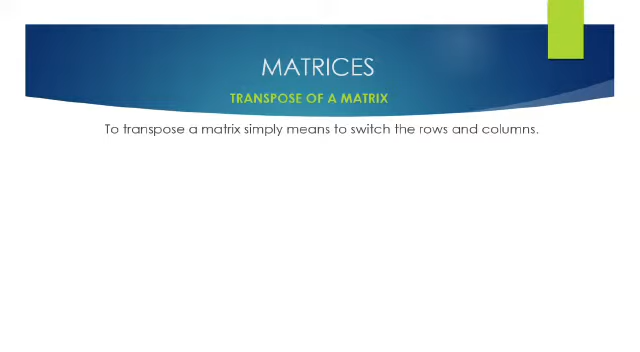 MATRICES
TRANSPOSE OF A MATRIX
To transpose a matrix simply means to switch the rows and columns.